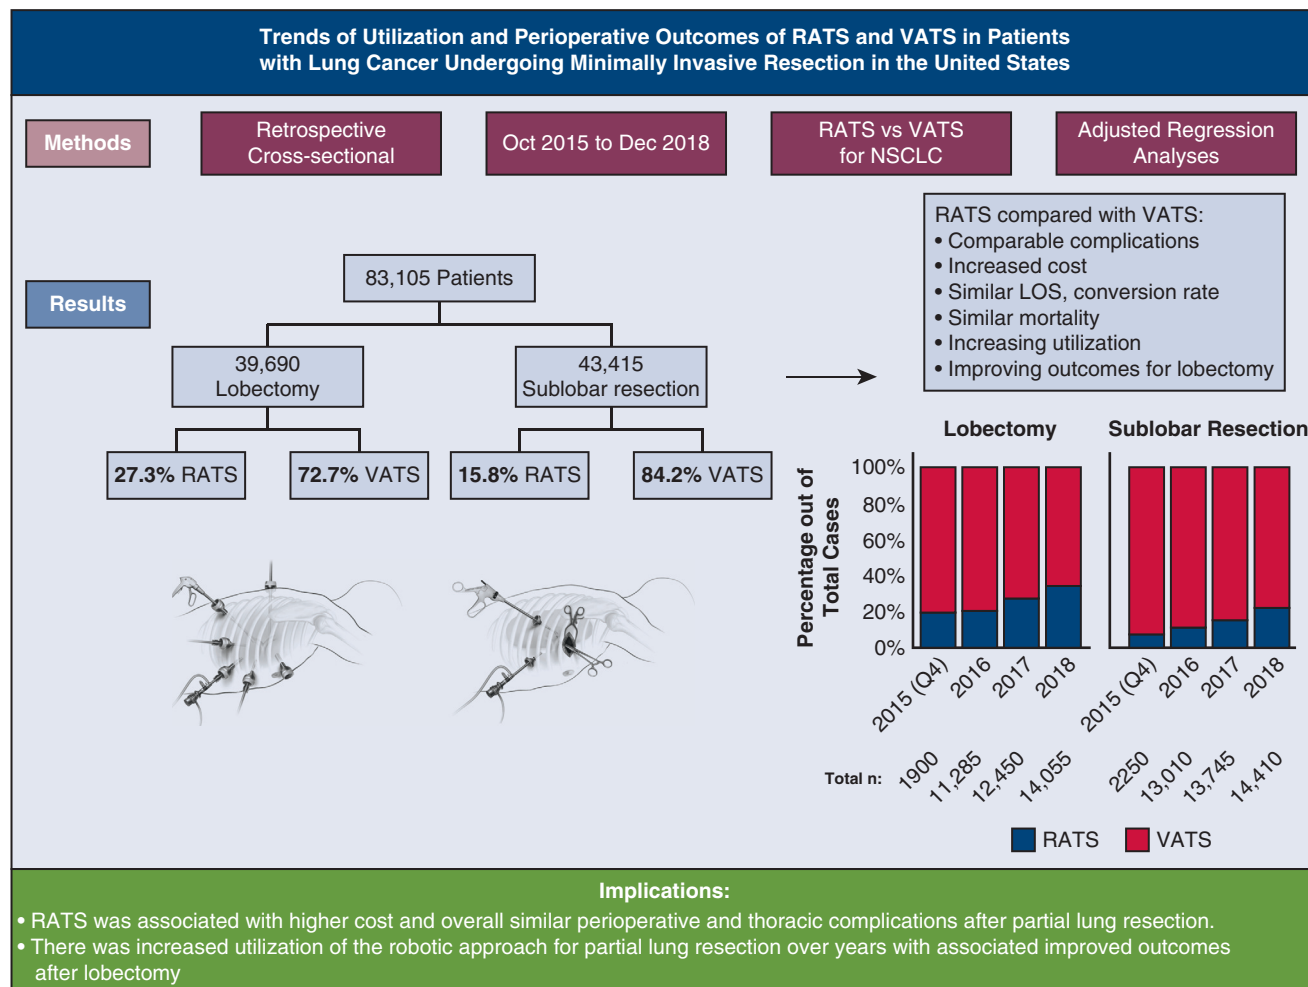 Trends of Utilization and Perioperative Outcomes of RATS and VATS in Patients
with Lung Cancer Undergoing Minimally Invasive Resection in the United States
Methods
Retrospective
Cross-sectional
Oct 2015 to Dec 2018
RATS vs VATS
for NSCLC
Adjusted Regression
Analyses
Results
83,105 Patients
39,690
Lobectomy
43,415
Sublobar resection
27.3% RATS
72.7% VATS
15.8% RATS
84.2% VATS
RATS compared with VATS:
• Comparable complications
• Increased cost
• Similar LOS, conversion rate
• Similar mortality
• Increasing utilization
• Improving outcomes for lobectomy
Lobectomy
Sublobar Resection
Percentage out of
Total Cases
100%
80%
60%
40%
20%
0%
2015 (Q4)
2016
2017
2018
2015 (Q4)
2016
2017
2018
Total n:
1900
11,285
12,450
14,055
2250
13,010
13,745
14,410
RATS
VATS
Implications:
• RATS was associated with higher cost and overall similar perioperative and thoracic complications after partial lung resection.
• There was increased utilization of the robotic approach for partial lung resection over years with associated improved outcomes
after lobectomy